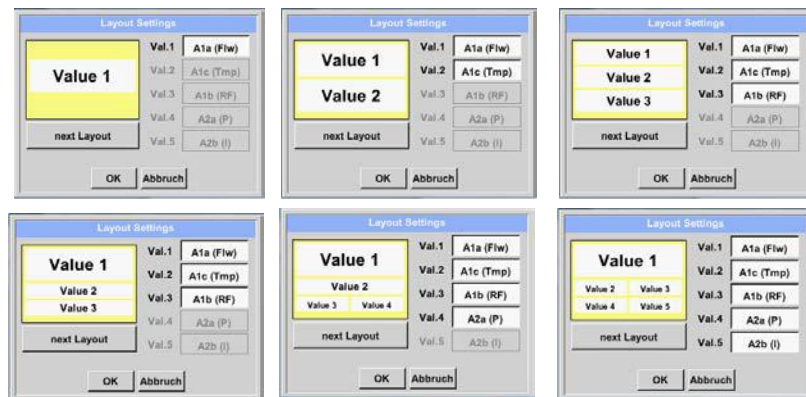 Layout Settings
Value 1
Val.1 A1a (Flw)
Val.2 A1c (Tmp)
Val.3 A1b (RF)
Val.4 A2a (P)
Val.5 A2b (I)
next Layout
OK Abbruch
Layout Settings
Value 1
Value 2
Val.1 A1a (Flw)
Val.2 A1c (Tmp)
Val.3 A1b (RF)
Val.4 A2a (P)
Val.5 A2b (I)
next Layout
OK Abbruch
Layout Settings
Value 1
Value 2
Value 3
Val.1 A1a (Flw)
Val.2 A1c (Tmp)
Val.3 A1b (RF)
Val.4 A2a (P)
Val.5 A2b (I)
next Layout
OK Abbruch
Layout Settings
Value 1
Value 2
Value 3
Val.1 A1a (Flw)
Val.2 A1c (Tmp)
Val.3 A1b (RF)
Val.4 A2a (P)
Val.5 A2b (I)
next Layout
OK Abbruch
Layout Settings
Value 1
Value 2
Value 3 Value 4
Val.1 A1a (Flw)
Val.2 A1c (Tmp)
Val.3 A1b (RF)
Val.4 A2a (P)
Val.5 A2b (I)
next Layout
OK Abbruch
Layout Settings
Value 1
Value 2 Value 3
Value 4 Value 5
Val.1 A1a (Flw)
Val.2 A1c (Tmp)
Val.3 A1b (RF)
Val.4 A2a (P)
Val.5 A2b (I)
next Layout
OK Abbruch